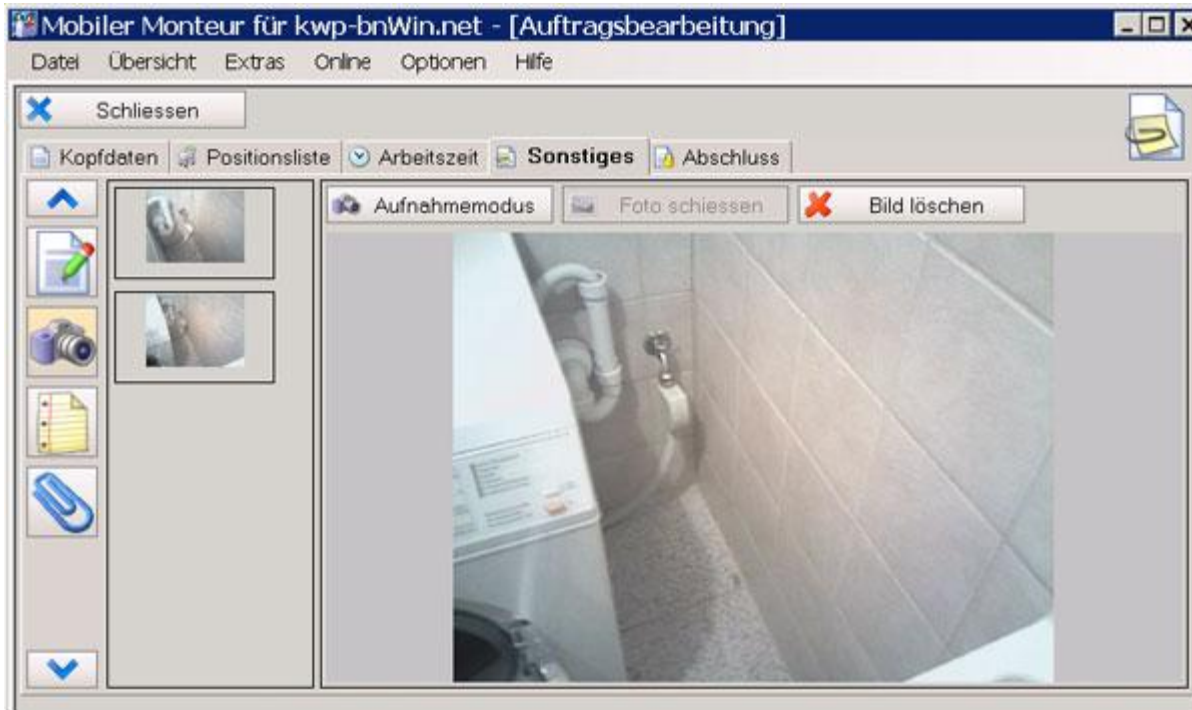 Mobiler Monteur für kwp-bnWin.net - [Auftragsbearbeitung]
Datei Übersicht Extras Online Optionen Hilfe
Schliessen
Kopfdaten Positionsliste Arbeitszeit Sonstiges Abschluss
Aufnahmemodus Foto schiessen Bild löschen